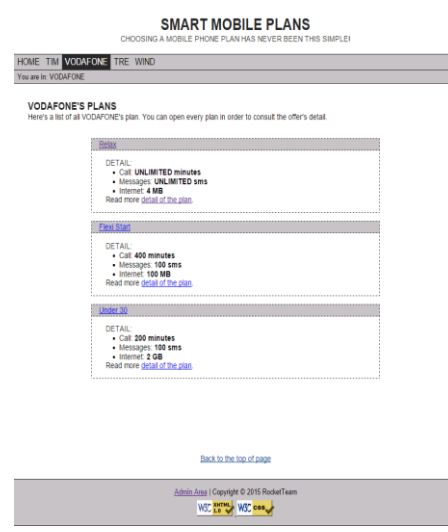 SMART MOBILE PLANS
CHOOSING A MOBILE PHONE PLAN HAS NEVER BEEN THIS SIMPLE!
HOME TIM VODAFONE TRE WIND
You are in: VODAFONE
VODAFONE'S PLANS
Here's a list of all VODAFONE's plan. You can open every plan in order to consult the offer's detail.
Relax
DETAIL:
• Call: UNLIMITED minutes
• Messages: UNLIMITED sms
• Internet: 4 MB
Read more detail of the plan.
Flexi Start
DETAIL:
• Call: 400 minutes
• Messages: 100 sms
• Internet: 100 MB
Read more detail of the plan.
Under 30
DETAIL:
• Call: 200 minutes
• Messages: 100 sms
• Internet: 2 GB
Read more detail of the plan.
Back to the top of page
Admin Area | Copyright © 2015 RocketTeam
W3C XHTML 1.0 W3C css